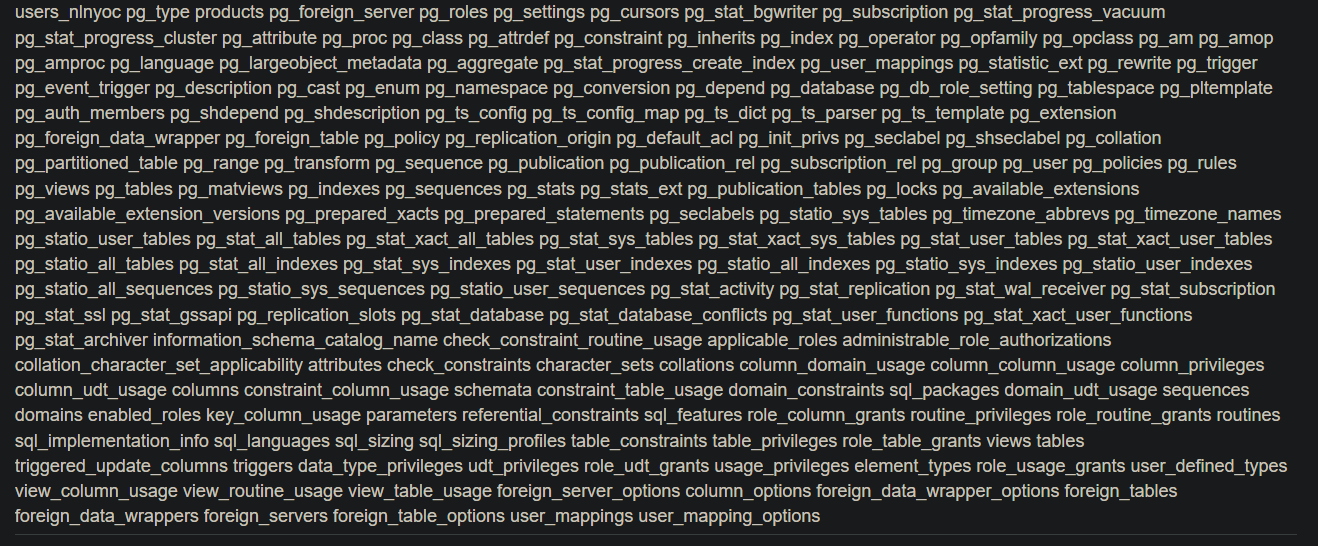 users_nlnyoc pg_type products pg_foreign_server pg_roles pg_settings pg_cursors pg_stat_bgwriter pg_subscription pg_stat_progress_vacuum
pg_stat_progress_cluster pg_attribute pg_proc pg_class pg_attrdef pg_constraint pg_inherits pg_index pg_operator pg_opfamily pg_opclass pg_am pg_amop
pg_amproc pg_language pg_largeobject_metadata pg_aggregate pg_stat_progress_create_index pg_user_mappings pg_statistic_ext pg_rewrite pg_trigger
pg_event_trigger pg_description pg_cast pg_enum pg_namespace pg_conversion pg_depend pg_database pg_db_role_setting pg_tablespace pg_pltemplate
pg_auth_members pg_shdepend pg_shdescription pg_ts_config pg_ts_config_map pg_ts_dict pg_ts_parser pg_ts_template pg_extension
pg_foreign_data_wrapper pg_foreign_table pg_policy pg_replication_origin pg_default_acl pg_init_privs pg_seclabel pg_shseclabel pg_collation
pg_partitioned_table pg_range pg_transform pg_sequence pg_publication pg_publication_rel pg_subscription_rel pg_group pg_user pg_policies pg_rules
pg_views pg_tables pg_matviews pg_indexes pg_sequences pg_stats pg_stats_ext pg_publication_tables pg_locks pg_available_extensions
pg_available_extension_versions pg_prepared_xacts pg_prepared_statements pg_seclabels pg_statio_sys_tables pg_timezone_abbrevs pg_timezone_names
pg_statio_user_tables pg_stat_all_tables pg_stat_xact_all_tables pg_stat_sys_tables pg_stat_xact_sys_tables pg_stat_user_tables pg_stat_xact_user_tables
pg_statio_all_tables pg_stat_all_indexes pg_stat_sys_indexes pg_stat_user_indexes pg_statio_all_indexes pg_statio_sys_indexes pg_statio_user_indexes
pg_statio_all_sequences pg_statio_sys_sequences pg_statio_user_sequences pg_stat_activity pg_stat_replication pg_stat_wal_receiver pg_stat_subscription
pg_stat_ssl pg_stat_gssapi pg_replication_slots pg_stat_database pg_stat_database_conflicts pg_stat_user_functions pg_stat_xact_user_functions
pg_stat_archiver information_schema_catalog_name check_constraint_routine_usage applicable_roles administrable_role_authorizations
collation_character_set_applicability attributes check_constraints character_sets collations column_domain_usage column_column_usage column_privileges
column_udt_usage columns constraint_column_usage schemata constraint_table_usage domain_constraints sql_packages domain_udt_usage sequences
domains enabled_roles key_column_usage parameters referential_constraints sql_features role_column_grants routine_privileges role_routine_grants routines
sql_implementation_info sql_languages sql_sizing sql_sizing_profiles table_constraints table_privileges role_table_grants views tables
triggered_update_columns triggers data_type_privileges udt_privileges role_udt_grants usage_privileges element_types role_usage_grants user_defined_types
view_column_usage view_routine_usage view_table_usage foreign_server_options column_options foreign_data_wrapper_options foreign_tables
foreign_data_wrappers foreign_servers foreign_table_options user_mappings user_mapping_options